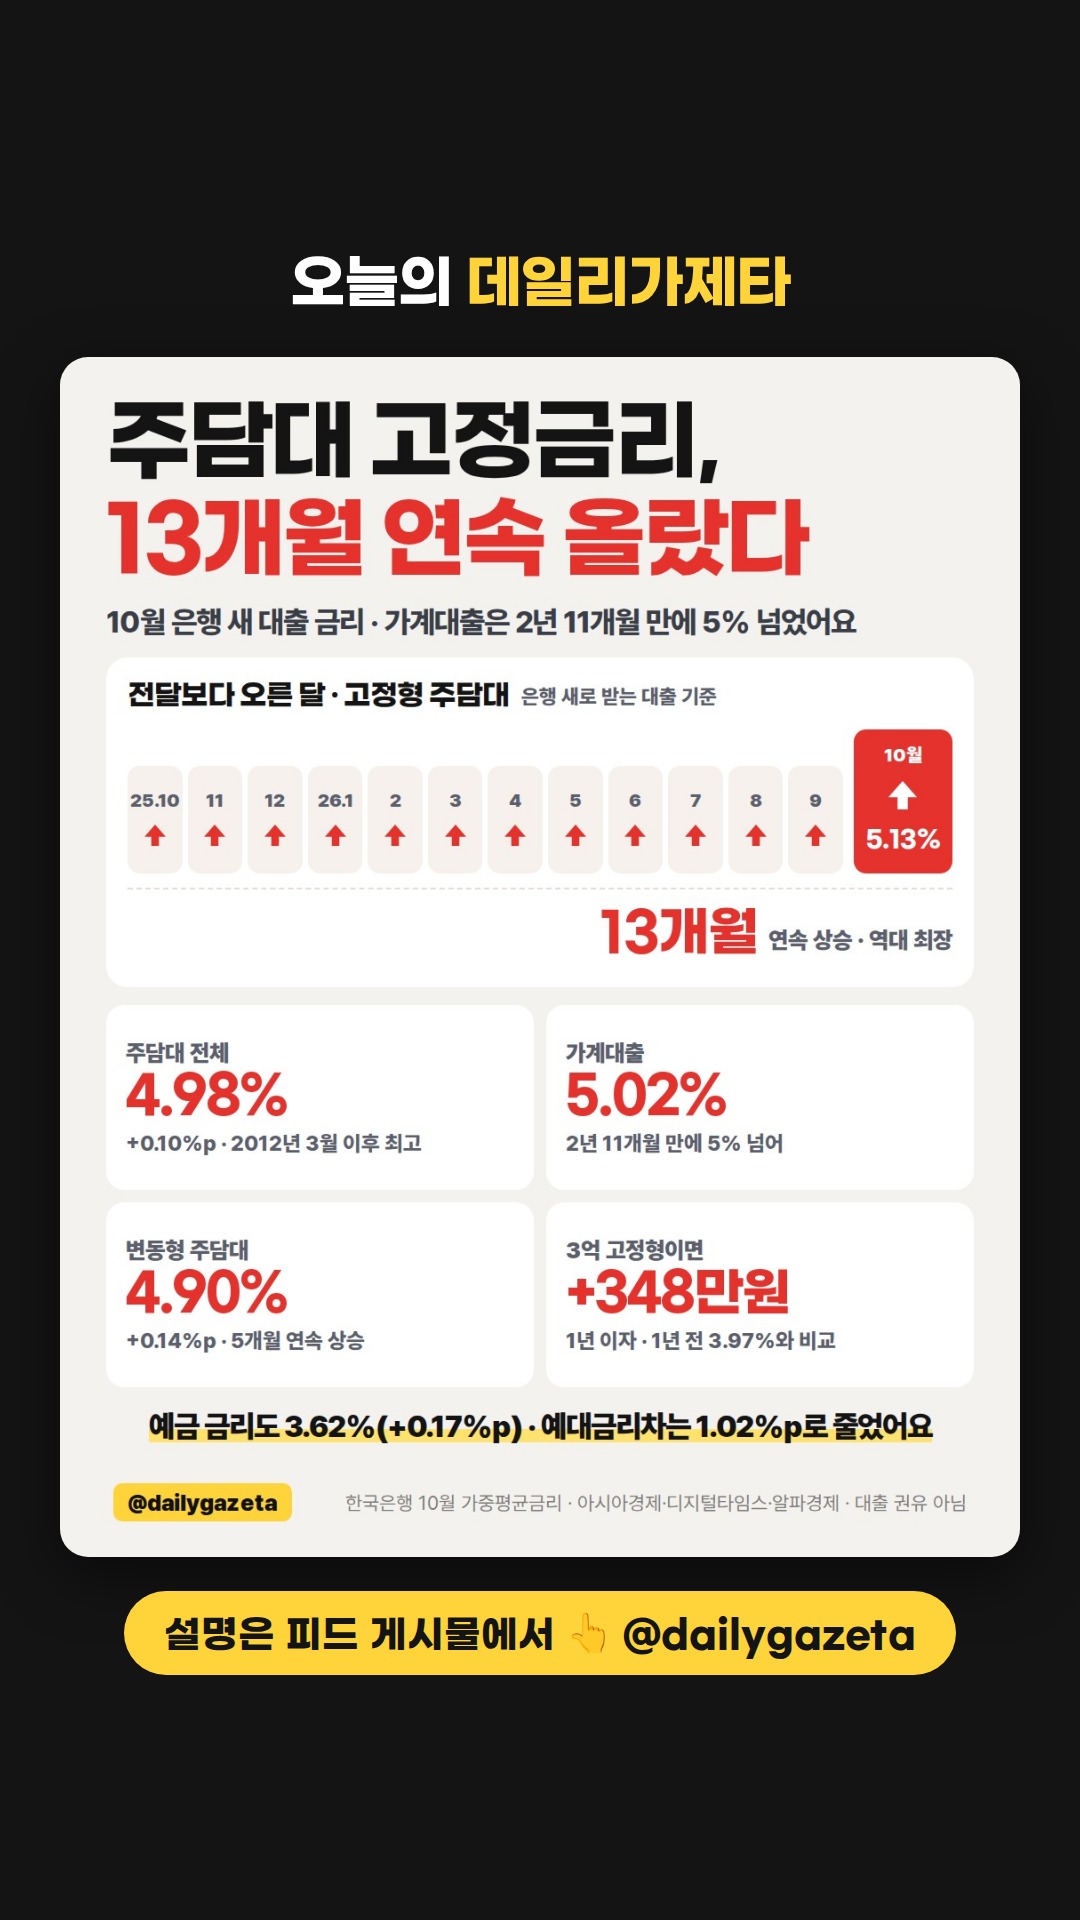 오늘의 데일리가제타
주담대 고정금리,
13개월 연속 올랐다
10월 은행 새 대출 금리 · 가계대출은 2년 11개월 만에 5% 넘었어요
전달보다 오른 달 · 고정형 주담대 은행 새로 받는 대출 기준
25.10 11 12 26.1 2 3 4 5 6 7 8 9 10월
5.13%
13개월 연속 상승 · 역대 최장
주담대 전체
4.98%
+0.10%p · 2012년 3월 이후 최고
가계대출
5.02%
2년 11개월 만에 5% 넘어
변동형 주담대
4.90%
+0.14%p · 5개월 연속 상승
3억 고정형이면
+348만원
1년 이자 · 1년 전 3.97%와 비교
예금 금리도 3.62%(+0.17%p) · 예대금리차는 1.02%p로 줄었어요
@dailygazeta
한국은행 10월 가중평균금리 · 아시아경제·디지털타임스·알파경제 · 대출 권유 아님
설명은 피드 게시물에서 👆 @dailygazeta